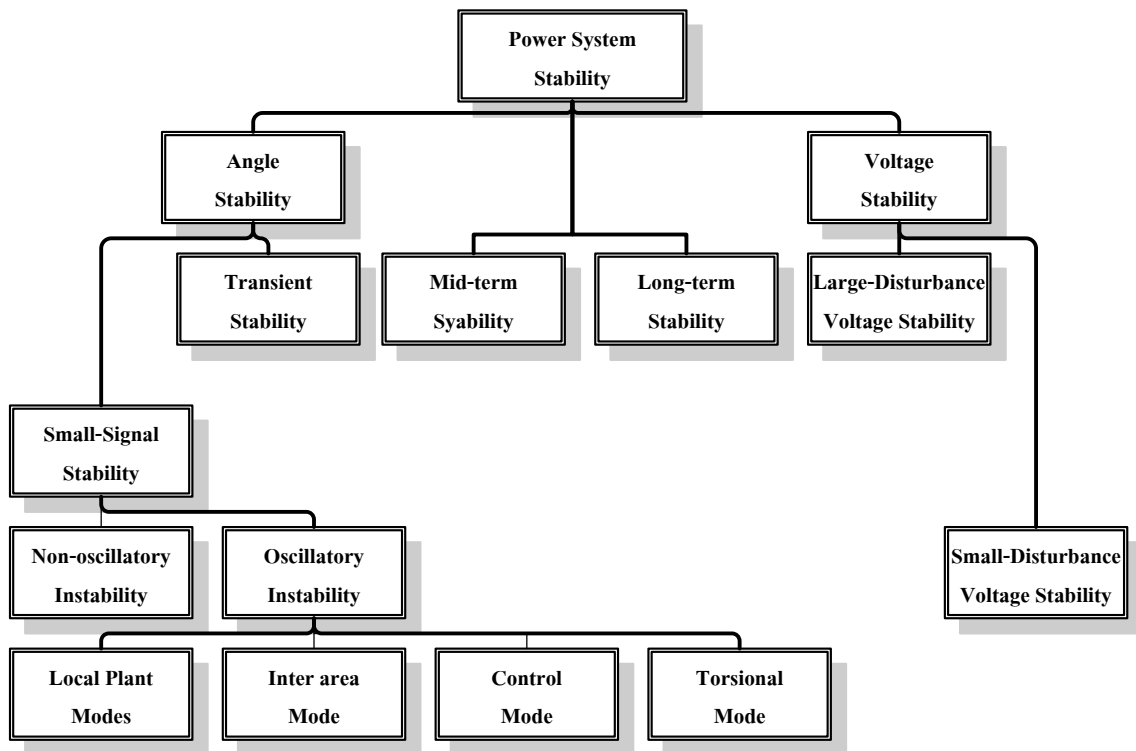 Power System
Stability
Angle
Stability
Voltage
Stability
Transient
Stability
Mid-term
Syability
Long-term
Stability
Large-Disturbance
Voltage Stability
Small-Signal
Stability
Non-oscillatory
Instability
Oscillatory
Instability
Small-Disturbance
Voltage Stability
Local Plant
Modes
Inter area
Mode
Control
Mode
Torsional
Mode